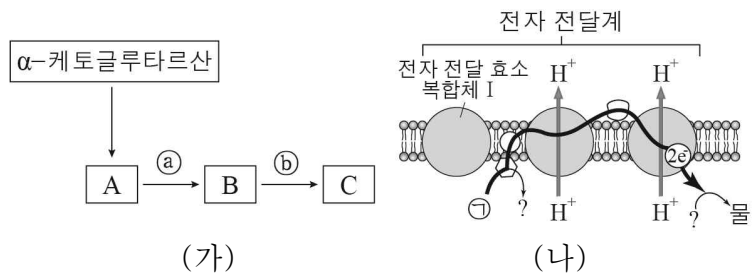 α-케토글루타르산
A ⓐ B ⓑ C
(가)
전자 전달계
전자 전달 효소
복합체 Ⅰ
H⁺ H⁺
2e⁻
㉠ ? H⁺ H⁺ ? 물
(나)